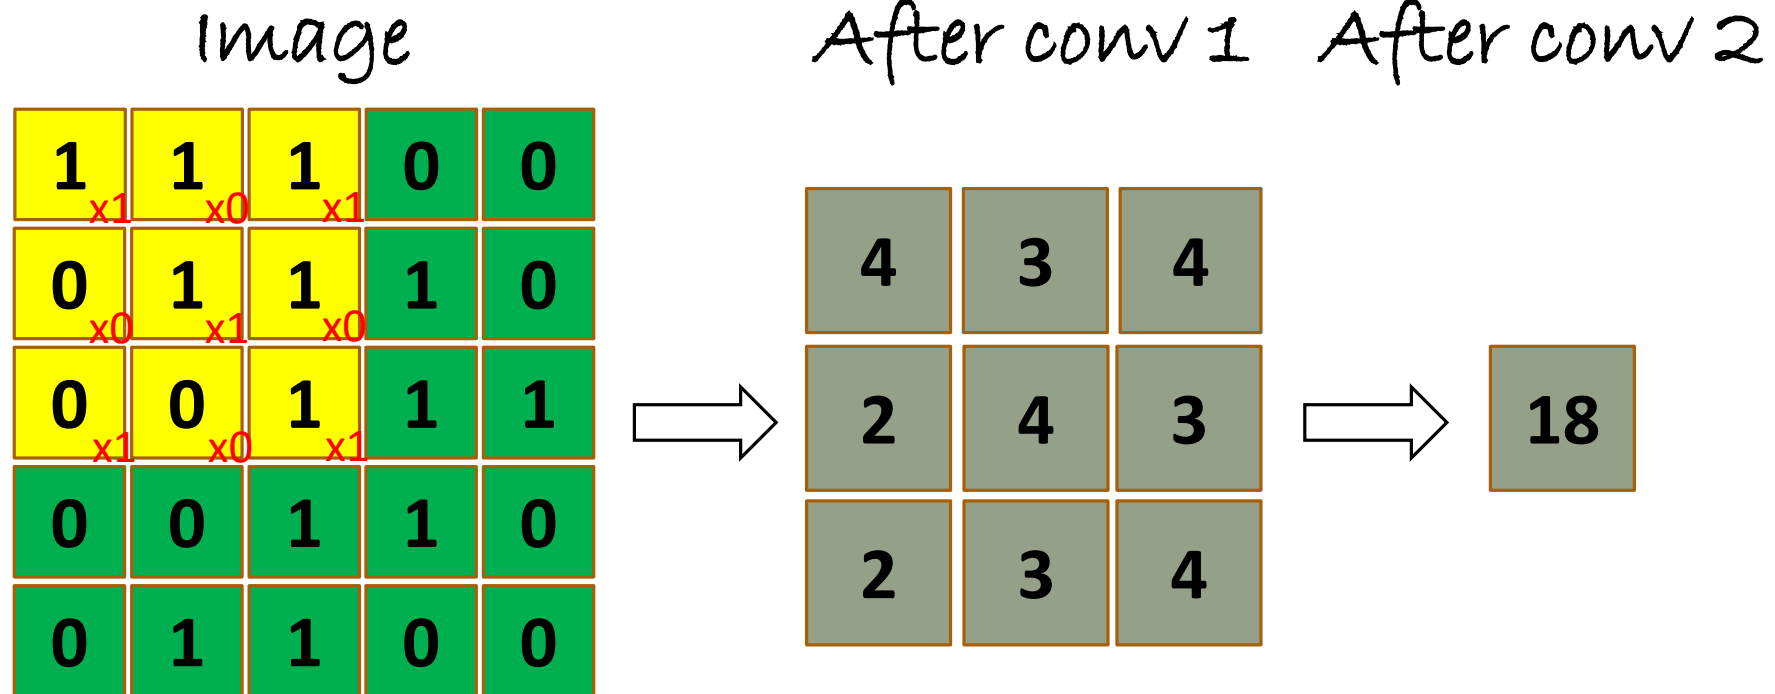 Image After conv 1 After conv 2
1 1 1 0 0
x1 x0 x1
0 1 1 1 0
x0 x1 x0
0 0 1 1 1
x1 x0 x1
0 0 1 1 0
0 1 1 0 0
4 3 4
2 4 3
2 3 4
18